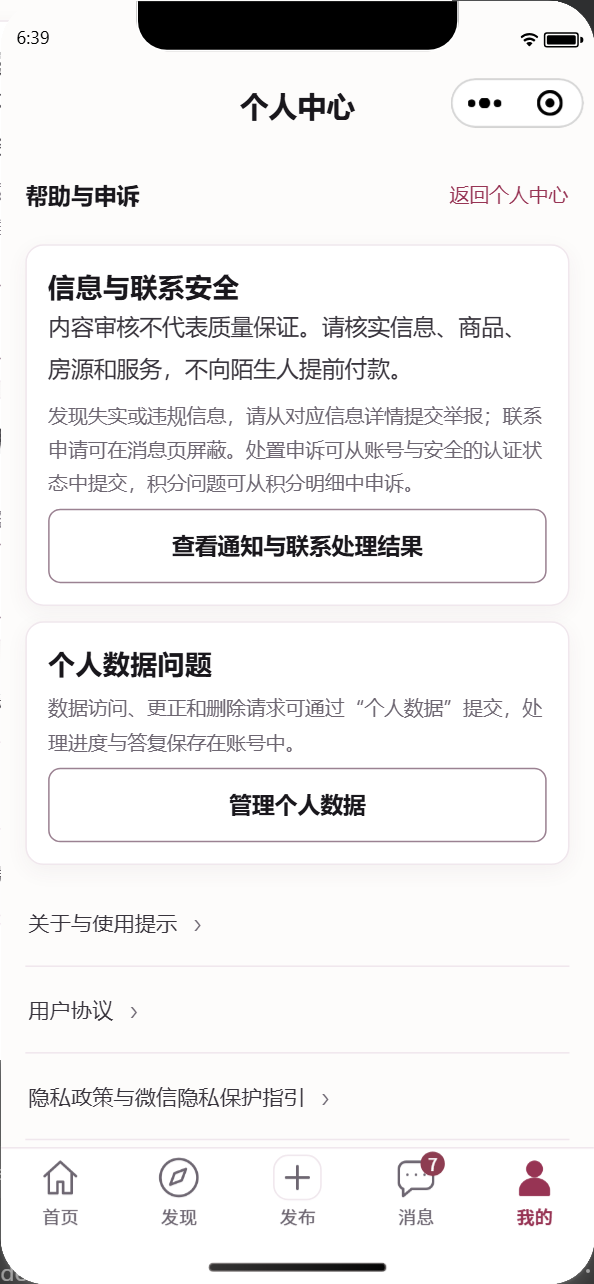 6:39
个人中心
帮助与申诉
返回个人中心
信息与联系安全
内容审核不代表质量保证。请核实信息、商品、
房源和服务，不向陌生人提前付款。
发现失实或违规信息，请从对应信息详情提交举报；联系
申请可在消息页屏蔽。处置申诉可从账号与安全的认证状
态中提交，积分问题可从积分明细中申诉。
查看通知与联系处理结果
个人数据问题
数据访问、更正和删除请求可通过“个人数据”提交，处
理进度与答复保存在账号中。
管理个人数据
关于与使用提示 ›
用户协议 ›
隐私政策与微信隐私保护指引 ›
7
首页
发现
发布
消息
我的